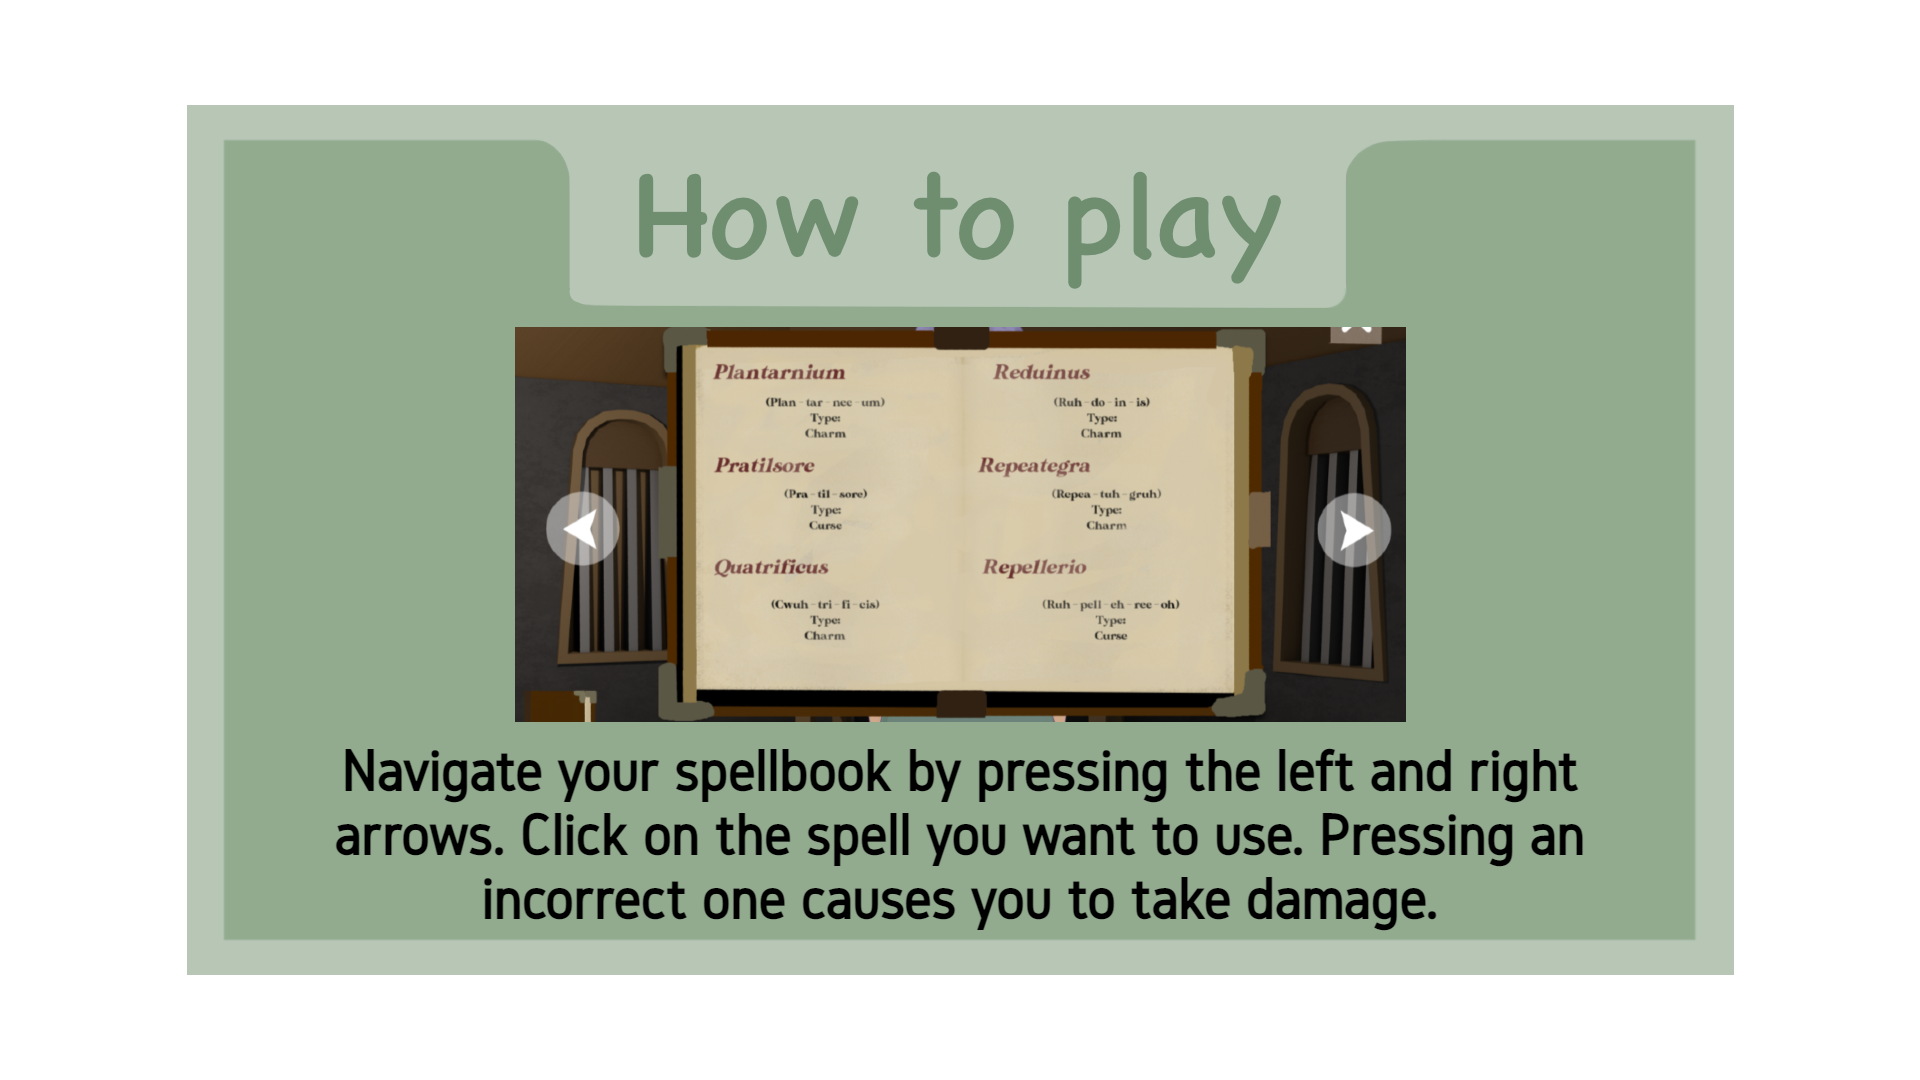 How to play
Plantarnium
(Plan - tar - nee - um)
Type:
Charm
Pratilsore
(Pra - til - sore)
Type:
Curse
Quatrificus
(Cwuh - tri - fi - cis)
Type:
Charm
Reduinus
(Ruh - do - in - is)
Type:
Charm
Repeategra
(Repea - tuh - gruh)
Type:
Charm
Repellerio
(Ruh - pell - eh - ree - oh)
Type:
Curse
Navigate your spellbook by pressing the left and right
arrows. Click on the spell you want to use. Pressing an
incorrect one causes you to take damage.